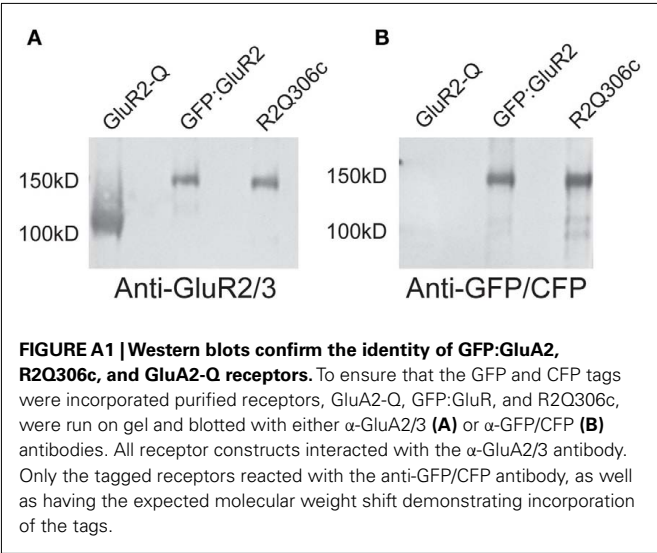 A
B
GluR2-Q
GFP:GluR2
R2Q306c
GluR2-Q
GFP:GluR2
R2Q306c
150kD
100kD
150kD
100kD
Anti-GluR2/3
Anti-GFP/CFP
FIGURE A1 | Western blots confirm the identity of GFP:GluA2,
R2Q306c, and GluA2-Q receptors. To ensure that the GFP and CFP tags
were incorporated purified receptors, GluA2-Q, GFP:GluR, and R2Q306c,
were run on gel and blotted with either α-GluA2/3 (A) or α-GFP/CFP (B)
antibodies. All receptor constructs interacted with the α-GluA2/3 antibody.
Only the tagged receptors reacted with the anti-GFP/CFP antibody, as well
as having the expected molecular weight shift demonstrating incorporation
of the tags.